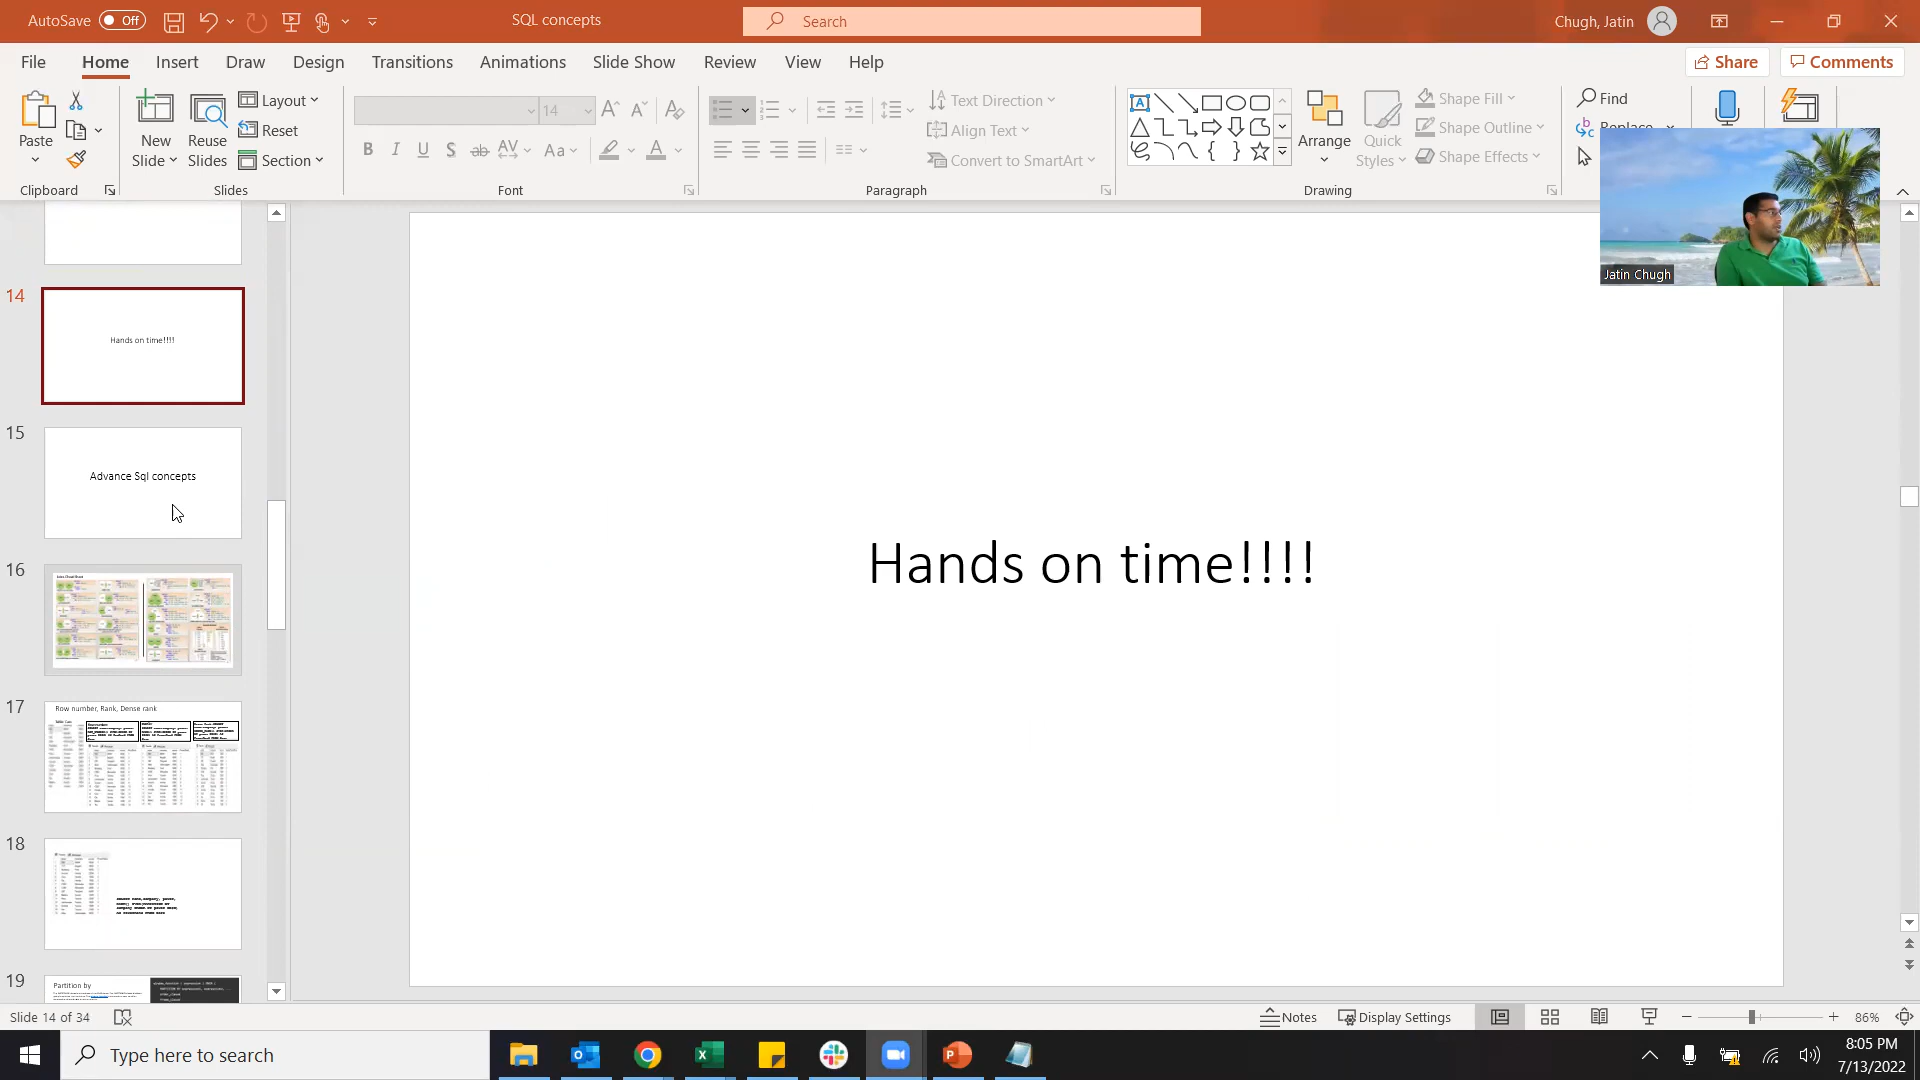 AutoSave Off
SQL concepts
Search
Chugh, Jatin
File Home Insert Draw Design Transitions Animations Slide Show Review View Help
Share Comments
Paste
Clipboard
New Slide
Reuse Slides
Layout
Reset
Section
Slides
14
Font
Paragraph
Text Direction
Align Text
Convert to SmartArt
Arrange
Quick Styles
Shape Fill
Shape Outline
Shape Effects
Drawing
Find
Replace
Jatin Chugh
14
Hands on time!!!!
15
Advance Sql concepts
16
17
Row number, Rank, Dense rank
18
19
Partition by
Hands on time!!!!
Slide 14 of 34
Notes
Display Settings
86%
Type here to search
8:05 PM
7/13/2022